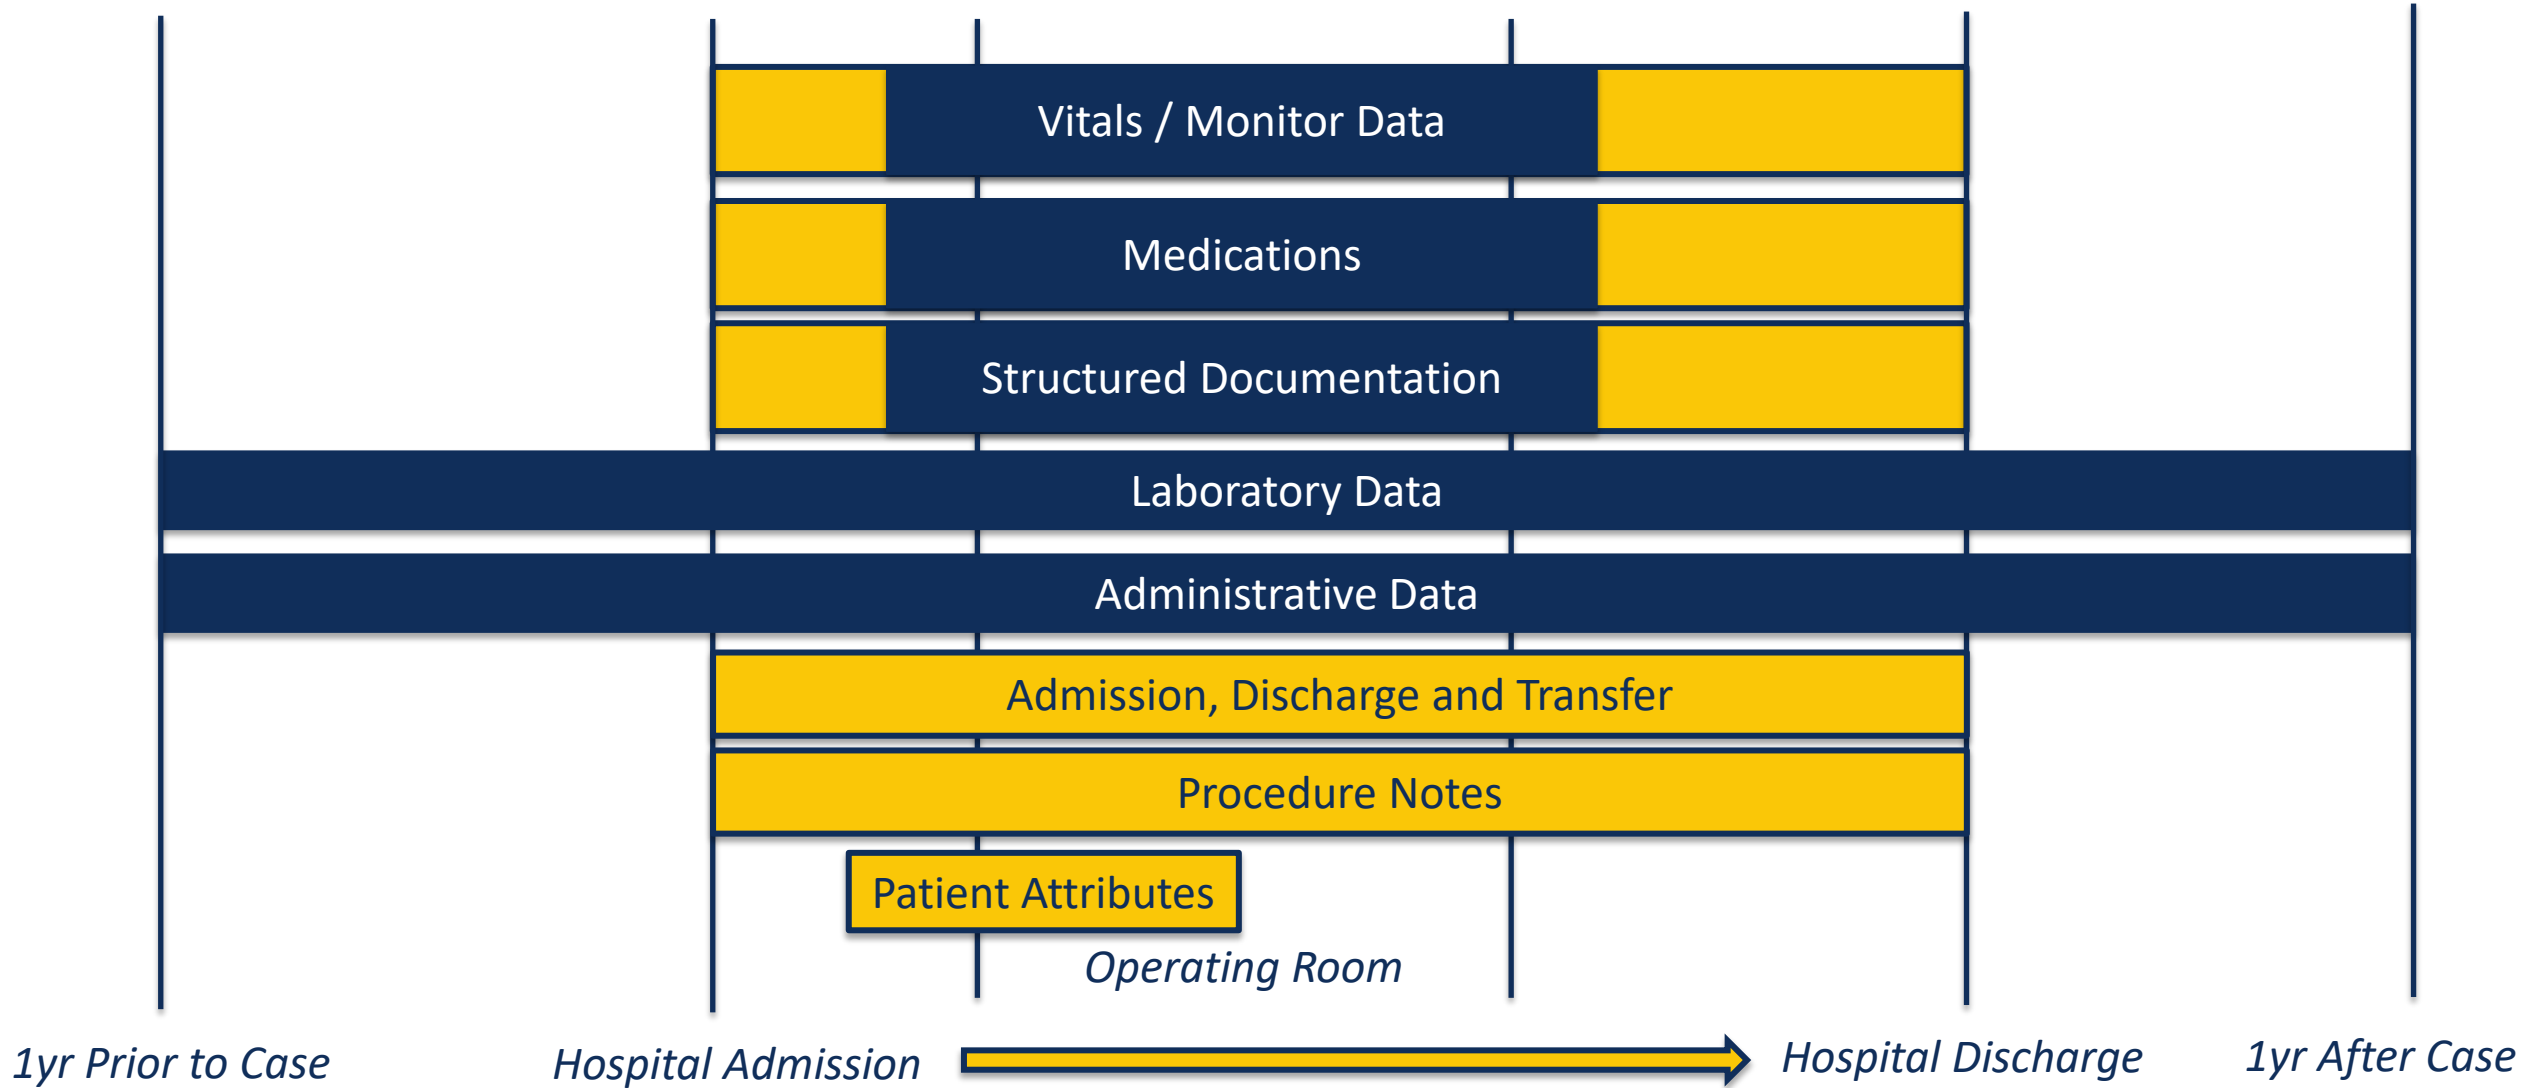 Vitals / Monitor Data
Medications
Structured Documentation
Laboratory Data
Administrative Data
Admission, Discharge and Transfer
Procedure Notes
Patient Attributes
Operating Room
1yr Prior to Case
Hospital Admission
Hospital Discharge
1yr After Case